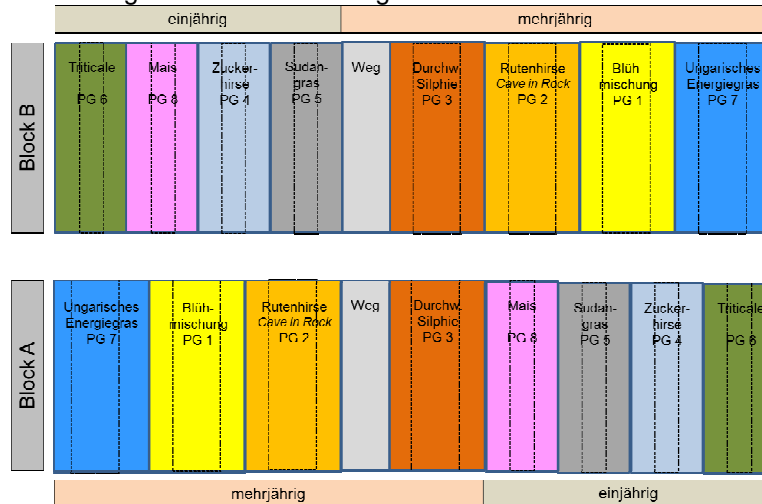 einjährig
mehrjährig
Block B
Triticale
PG 6
Mais
PG 8
Zucker-
hirse
PG 4
Sudan-
gras
PG 5
Weg
Durchw.
Silphie
PG 3
Rutenhirse
Cave in Rock
PG 2
Blüh
mischung
PG 1
Ungarisches
Energiegras
PG 7
Block A
Ungarisches
Energiegras
PG 7
Blüh-
mischung
PG 1
Rutenhirse
Cave in Rock
PG 2
Weg
Durchw.
Silphie
PG 3
Mais
PG 8
Sudan-
gras
PG 5
Zucker-
hirse
PG 4
Triticale
PG 6
mehrjährig
einjährig